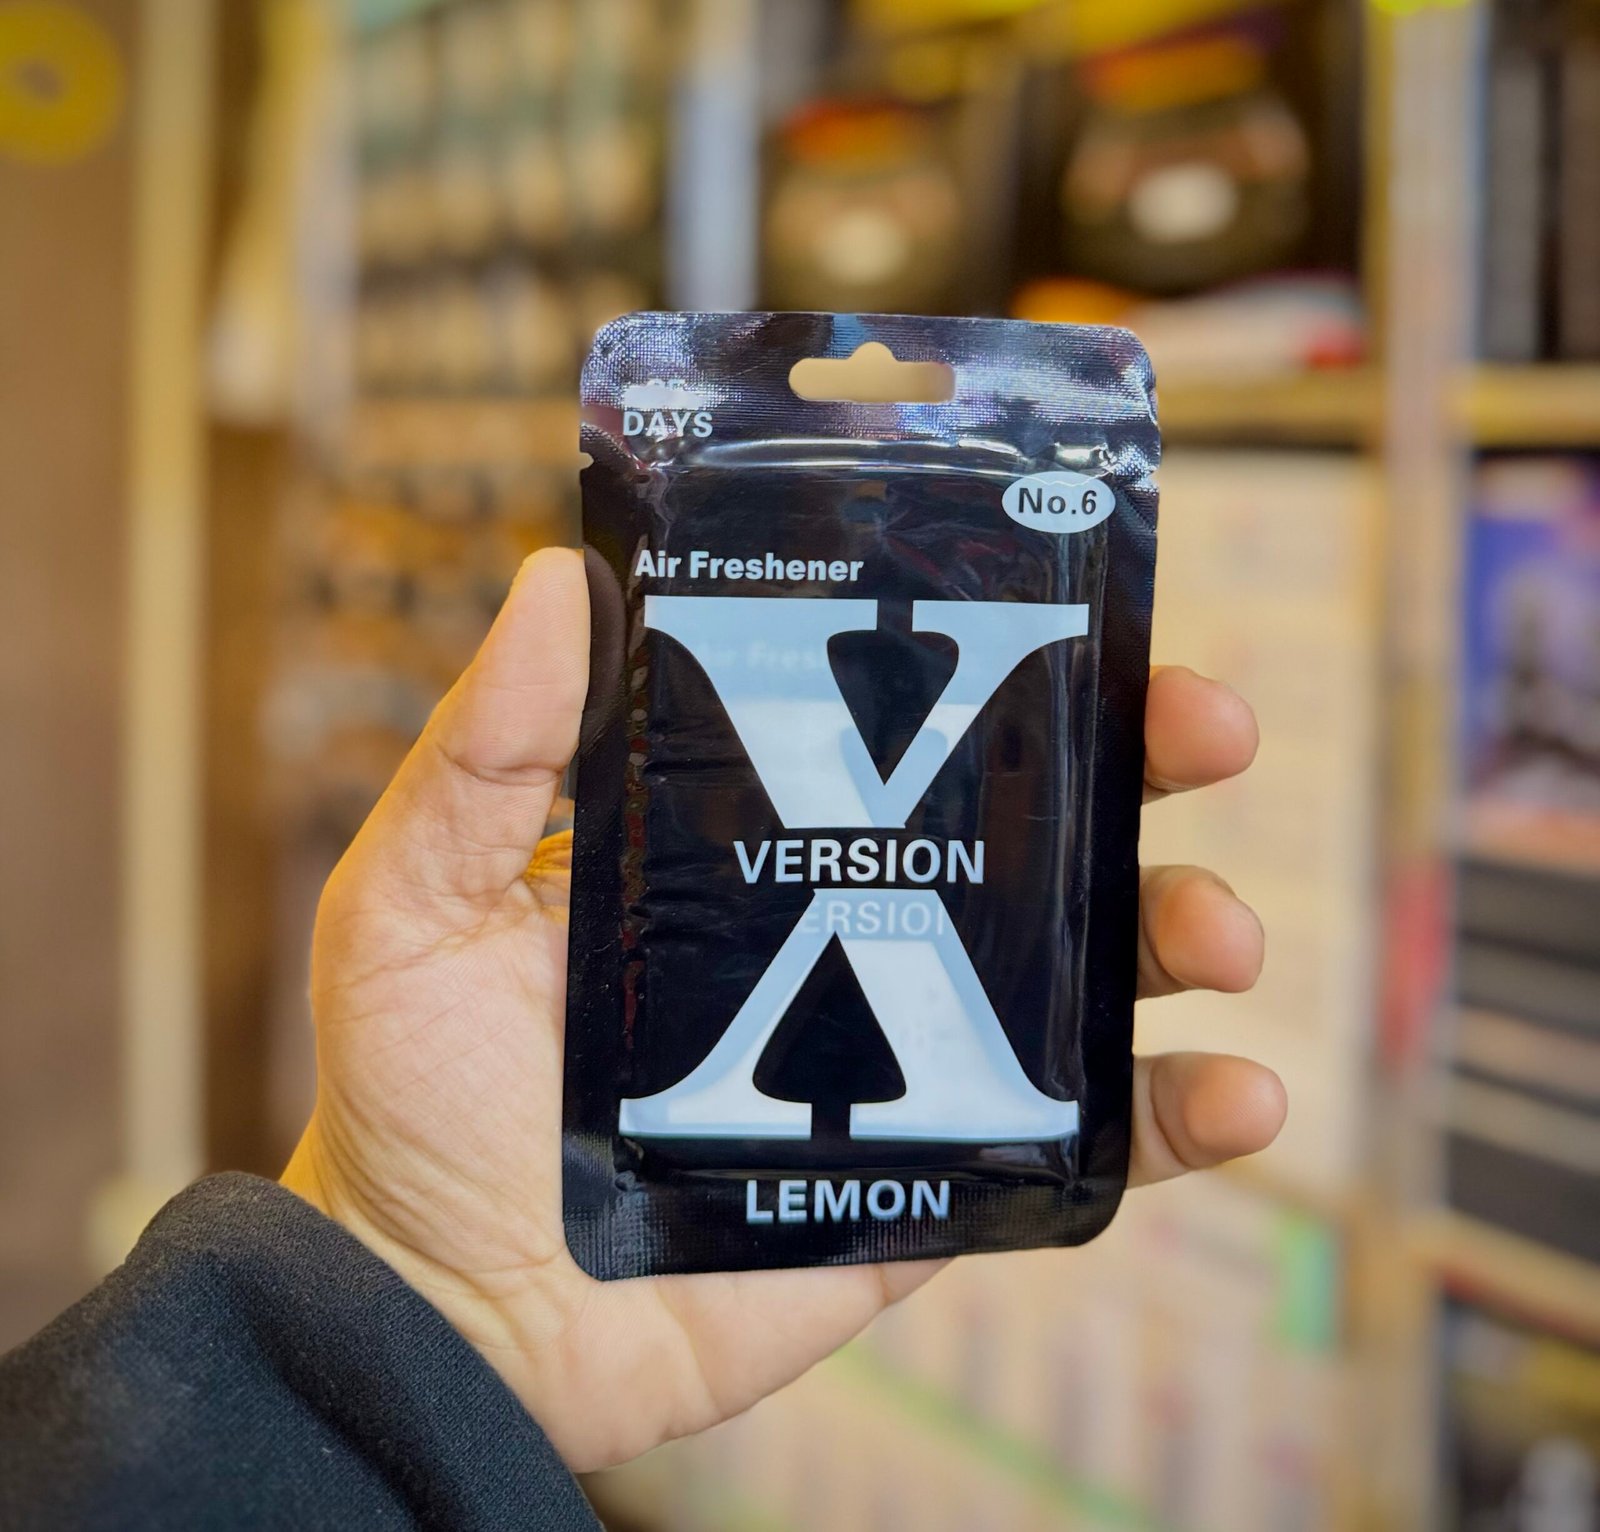 DAYS
No.6
Air Freshener
X
VERSION
LEMON